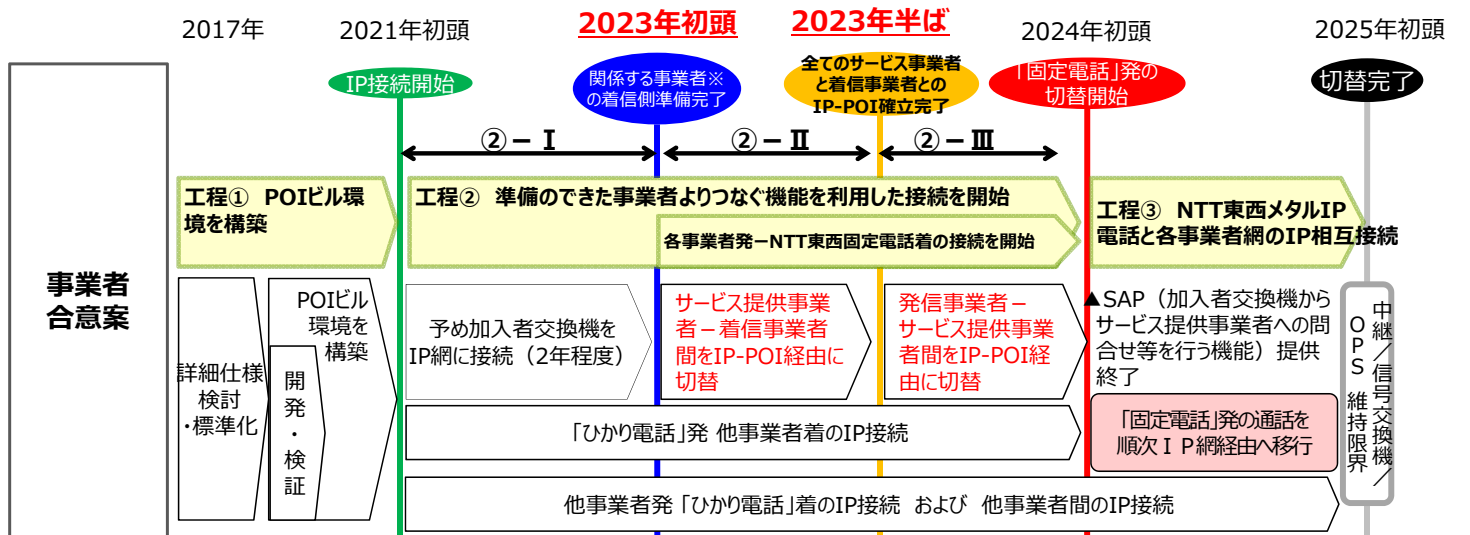 2017年
2021年初頭
2023年初頭
2023年半ば
2024年初頭
2025年初頭
IP接続開始
関係する事業者※
の着信側準備完了
全てのサービス事業者
と着信事業者との
IP-POI確立完了
「固定電話」発の
切替開始
切替完了
②－Ⅰ
②－Ⅱ
②－Ⅲ
工程① POIビル環
境を構築
工程② 準備のできた事業者よりつなぐ機能を利用した接続を開始
各事業者発－NTT東西固定電話着の接続を開始
工程③ NTT東西メタルIP
電話と各事業者網のIP相互接続
事業者
合意案
詳細仕様
検討
・標準化
開発・検証
POIビル
環境を
構築
予め加入者交換機を
IP網に接続（2年程度）
サービス提供事業
者－着信事業者
間をIP-POI経由に
切替
発信事業者－
サービス提供事業
者間をIP-POI経
由に切替
▲SAP（加入者交換機から
サービス提供事業者への問
合せ等を行う機能）提供
終了
「ひかり電話」発 他事業者着のIP接続
「固定電話」発の通話を
順次ＩＰ網経由へ移行
他事業者発「ひかり電話」着のIP接続 および 他事業者間のIP接続
中継／信号交換機／
OPS 維持限界